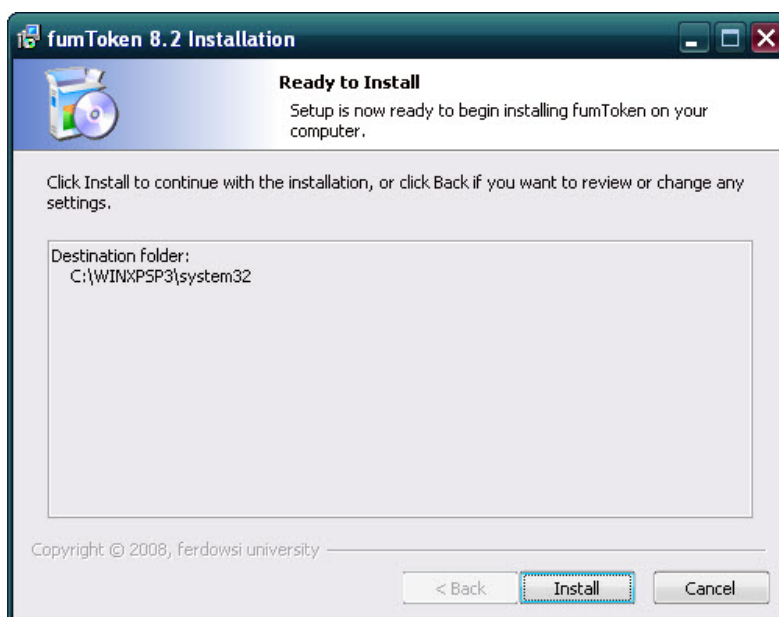 fumToken 8.2 Installation
Ready to Install
Setup is now ready to begin installing fumToken on your
computer.
Click Install to continue with the installation, or click Back if you want to review or change any
settings.
Destination folder:
C:\WINXPSP3\system32
Copyright © 2008, ferdowsi university
< Back
Install
Cancel